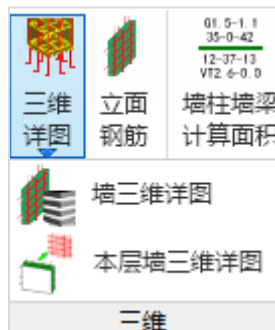 G1.5-1.1
35-0-42
12-37-13
VT2.6-0.0
三维
详图
立面
钢筋
墙柱墙梁
计算面积
墙三维详图
本层墙三维详图
三维